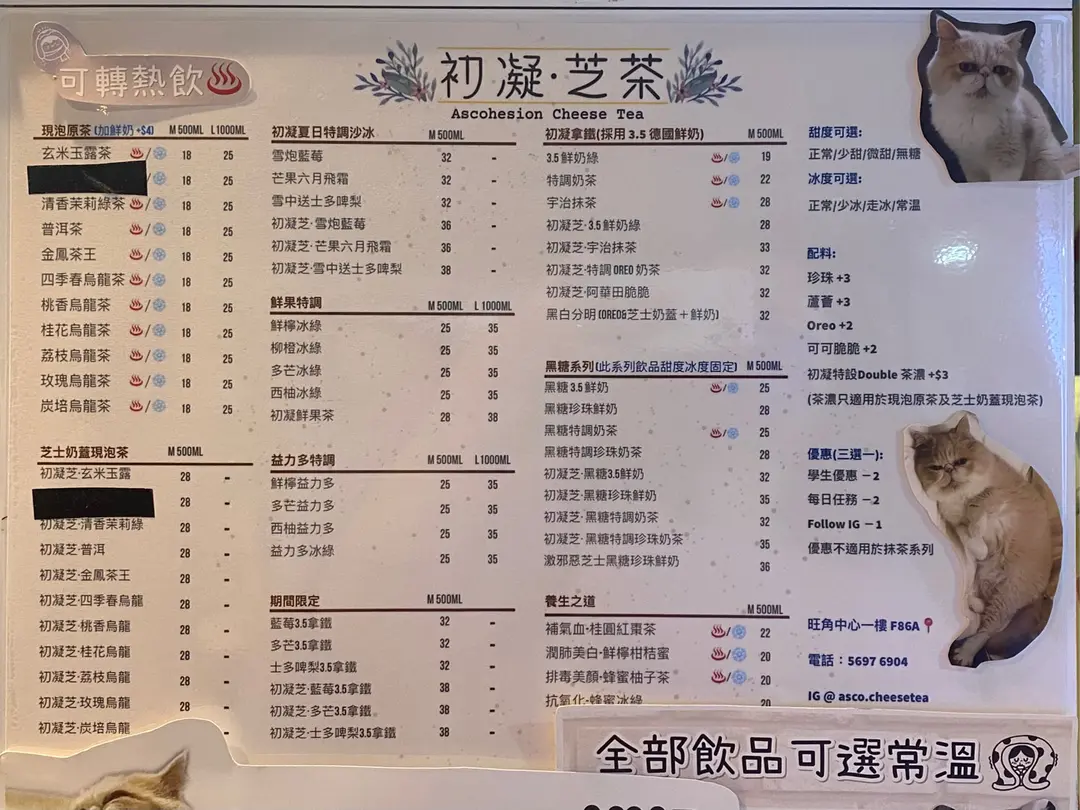 可轉熱飲
初凝·芝茶
Ascohesion Cheese Tea
現泡原茶 (加鮮奶 +$4) M 500ML L 1000ML
玄米玉露茶 / 18 25
/ 18 25
清香茉莉綠茶 / 18 25
普洱茶 / 18 25
金鳳茶王 / 18 25
四季春烏龍茶 / 18 25
桃香烏龍茶 / 18 25
桂花烏龍茶 / 18 25
荔枝烏龍茶 / 18 25
玫瑰烏龍茶 / 18 25
炭培烏龍茶 / 18 25
芝士奶蓋現泡茶 M 500ML
初凝芝·玄米玉露 28 -
28 -
初凝芝·清香茉莉綠 28 -
初凝芝·普洱 28 -
初凝芝·金鳳茶王 28 -
初凝芝·四季春烏龍 28 -
初凝芝·桃香烏龍 28 -
初凝芝·桂花烏龍 28 -
初凝芝·荔枝烏龍 28 -
初凝芝·玫瑰烏龍 28 -
初凝芝·炭培烏龍
初凝夏日特調沙冰 M 500ML
雪炮藍莓 32 -
芒果六月飛霜 32 -
雪中送士多啤梨 32 -
初凝芝·雪炮藍莓 36 -
初凝芝·芒果六月飛霜 36 -
初凝芝·雪中送士多啤梨 38 -
鮮果特調 M 500ML L 1000ML
鮮檸冰綠 25 35
柳橙冰綠 25 35
多芒冰綠 25 35
西柚冰綠 25 35
初凝鮮果茶 28 38
益力多特調 M 500ML L 1000ML
鮮檸益力多 25 35
多芒益力多 25 35
西柚益力多 25 35
益力多冰綠 25 35
期間限定 M 500ML
藍莓3.5拿鐵 32 -
多芒3.5拿鐵 32 -
士多啤梨3.5拿鐵 32 -
初凝芝·藍莓3.5拿鐵 38 -
初凝芝·多芒3.5拿鐵 38 -
初凝芝·士多啤梨3.5拿鐵 38 -
初凝拿鐵(採用 3.5 德國鮮奶) M 500ML
3.5 鮮奶綠 / 19
特調奶茶 / 22
宇治抹茶 / 28
初凝芝·3.5 鮮奶綠 28
初凝芝·宇治抹茶 33
初凝芝·特調 OREO 奶茶 32
初凝芝·阿華田脆脆 32
黑白分明 (OREO&芝士奶蓋＋鮮奶) 32
黑糖系列(此系列飲品甜度冰度固定) M 500ML
黑糖 3.5 鮮奶 / 25
黑糖珍珠鮮奶 28
黑糖特調奶茶 / 25
黑糖特調珍珠奶茶 28
初凝芝·黑糖3.5鮮奶 32
初凝芝·黑糖珍珠鮮奶 35
初凝芝·黑糖特調奶茶 32
初凝芝·黑糖特調珍珠奶茶 35
激邪惡芝士黑糖珍珠鮮奶 36
養生之道 M 500ML
補氣血·桂圓紅棗茶 / 22
潤肺美白·鮮檸柑桔蜜 / 20
排毒美顏·蜂蜜柚子茶 / 20
抗氧化·蜂蜜冰綠 20
甜度可選:
正常/少甜/微甜/無糖
冰度可選:
正常/少冰/走冰/常溫
配料:
珍珠 +3
蘆薈 +3
Oreo +2
可可脆脆 +2
初凝特設Double 茶濃 +$3
(茶濃只適用於現泡原茶及芝士奶蓋現泡茶)
優惠(三選一):
學生優惠 －2
每日任務 －2
Follow IG －1
優惠不適用於抹茶系列
旺角中心一樓 F86A
電話：5697 6904
IG @ asco.cheesetea
全部飲品可選常溫